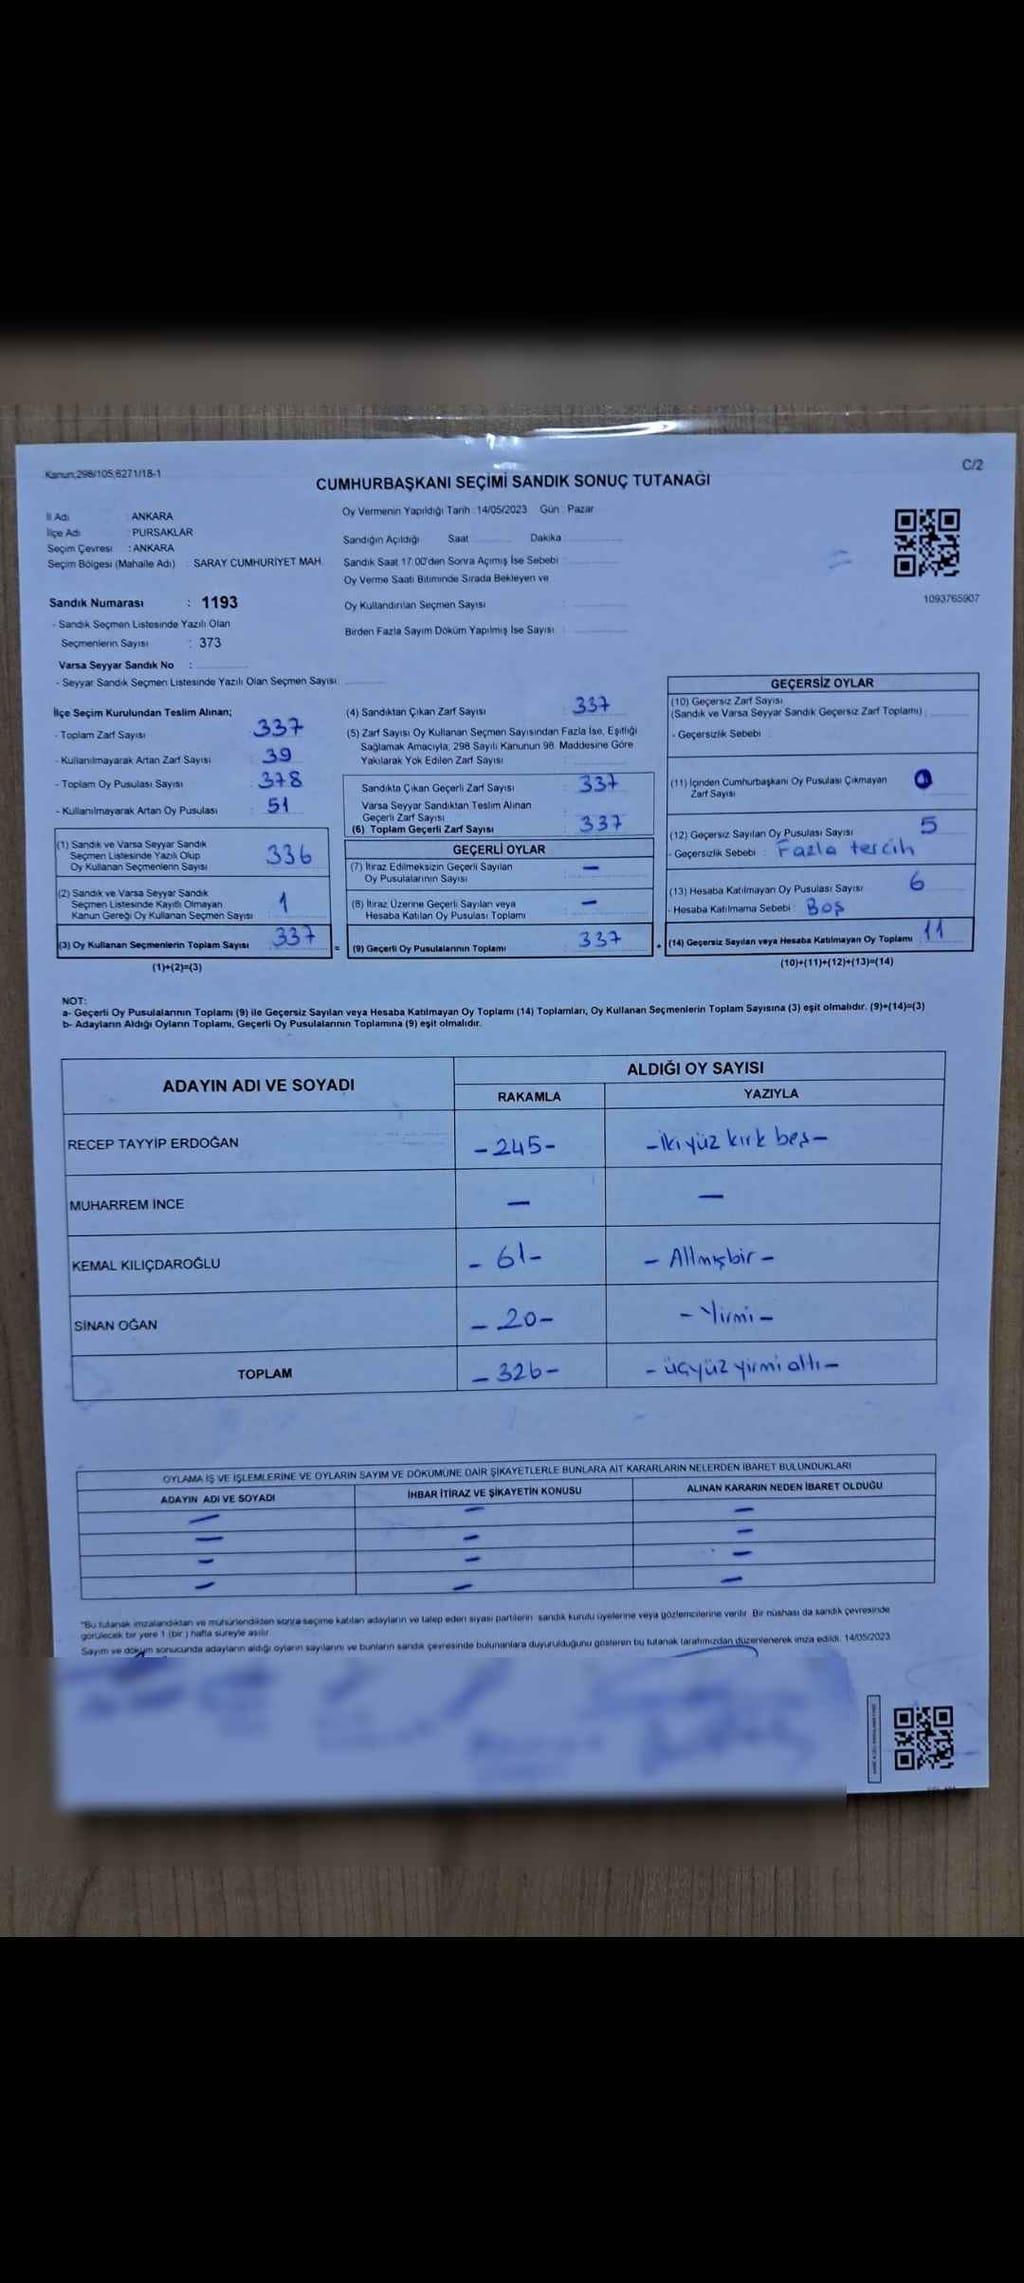 Kanun:298/105,6271/18-1
C/2
CUMHURBAŞKANI SEÇİMİ SANDIK SONUÇ TUTANAĞI
İl Adı : ANKARA
İlçe Adı : PURSAKLAR
Seçim Çevresi : ANKARA
Seçim Bölgesi (Mahalle Adı) : SARAY CUMHURİYET MAH.
Sandık Numarası : 1193
- Sandık Seçmen Listesinde Yazılı Olan
Seçmenlerin Sayısı : 373
Varsa Seyyar Sandık No :
- Seyyar Sandık Seçmen Listesinde Yazılı Olan Seçmen Sayısı:
Oy Vermenin Yapıldığı Tarih : 14/05/2023 Gün : Pazar
Sandığın Açıldığı Saat Dakika
Sandık Saat 17:00'den Sonra Açımış İse Sebebi :
Oy Verme Saati Bitiminde Sırada Bekleyen ve
Oy Kullandırılan Seçmen Sayısı :
Birden Fazla Sayım Döküm Yapılmış İse Sayısı :
1093765907
İlçe Seçim Kurulundan Teslim Alınan;
- Toplam Zarf Sayısı : 337
- Kullanılmayarak Artan Zarf Sayısı : 39
- Toplam Oy Pusulası Sayısı : 378
- Kullanılmayarak Artan Oy Pusulası : 51
(1) Sandık ve Varsa Seyyar Sandık
Seçmen Listesinde Yazılı Olup
Oy Kullanan Seçmenlerin Sayısı : 336
(2) Sandık ve Varsa Seyyar Sandık
Seçmen Listesinde Kayıtlı Olmayan
Kanun Gereği Oy Kullanan Seçmen Sayısı : 1
(3) Oy Kullanan Seçmenlerin Toplam Sayısı : 337 =
(1)+(2)=(3)
(4) Sandıktan Çıkan Zarf Sayısı : 337
(5) Zarf Sayısı Oy Kullanan Seçmen Sayısından Fazla İse, Eşitliği
Sağlamak Amacıyla, 298 Sayılı Kanunun 98. Maddesine Göre
Yakılarak Yok Edilen Zarf Sayısı :
Sandıkta Çıkan Geçerli Zarf Sayısı : 337
Varsa Seyyar Sandıktan Teslim Alınan
Geçerli Zarf Sayısı
(6) Toplam Geçerli Zarf Sayısı : 337
GEÇERLİ OYLAR
(7) İtiraz Edilmeksizin Geçerli Sayılan
Oy Pusulalarının Sayısı : —
(8) İtiraz Üzerine Geçerli Sayılan veya
Hesaba Katılan Oy Pusulası Toplamı : —
(9) Geçerli Oy Pusulalarının Toplamı : 337 +
GEÇERSİZ OYLAR
(10) Geçersiz Zarf Sayısı
(Sandık ve Varsa Seyyar Sandık Geçersiz Zarf Toplamı) :
- Geçersizlik Sebebi :
(11) İçinden Cumhurbaşkanı Oy Pusulası Çıkmayan
Zarf Sayısı :
(12) Geçersiz Sayılan Oy Pusulası Sayısı : 5
- Geçersizlik Sebebi : Fazla tercih
(13) Hesaba Katılmayan Oy Pusulası Sayısı : 6
- Hesaba Katılmama Sebebi : Boş
(14) Geçersiz Sayılan veya Hesaba Katılmayan Oy Toplamı : 11
(10)+(11)+(12)+(13)=(14)
NOT:
a- Geçerli Oy Pusulalarının Toplamı (9) ile Geçersiz Sayılan veya Hesaba Katılmayan Oy Toplamı (14) Toplamları, Oy Kullanan Seçmenlerin Toplam Sayısına (3) eşit olmalıdır. (9)+(14)=(3)
b- Adayların Aldığı Oyların Toplamı, Geçerli Oy Pusulalarının Toplamına (9) eşit olmalıdır.
ADAYIN ADI VE SOYADI
ALDIĞI OY SAYISI
RAKAMLA YAZIYLA
RECEP TAYYİP ERDOĞAN -245- -İkiyüz kırk beş-
MUHARREM İNCE — —
KEMAL KILIÇDAROĞLU - 61- - Altmışbir -
SİNAN OĞAN - 20- - Yirmi -
TOPLAM - 326- - üçyüz yirmi altı -
OYLAMA İŞ VE İŞLEMLERİNE VE OYLARIN SAYIM VE DÖKÜMÜNE DAİR ŞİKAYETLERLE BUNLARA AİT KARARLARIN NELERDEN İBARET BULUNDUKLARI
ADAYIN ADI VE SOYADI İHBAR İTİRAZ VE ŞİKAYETİN KONUSU ALINAN KARARIN NEDEN İBARET OLDUĞU
— — —
— — —
— — —
— — —
"Bu tutanak imzalandıktan ve mühürlendikten sonra seçime katılan adayların ve talep eden siyasi partilerin sandık kurulu üyelerine veya gözlemcilerine verilir. Bir nüshası da sandık çevresinde
görülecek bir yere 1 (bir) hafta süreyle asılır.
Sayım ve döküm sonucunda adayların aldığı oyların sayılarını ve bunların sandık çevresinde bulunanlara duyurulduğunu gösteren bu tutanak tarafımızdan düzenlenerek imza edildi. 14/05/2023